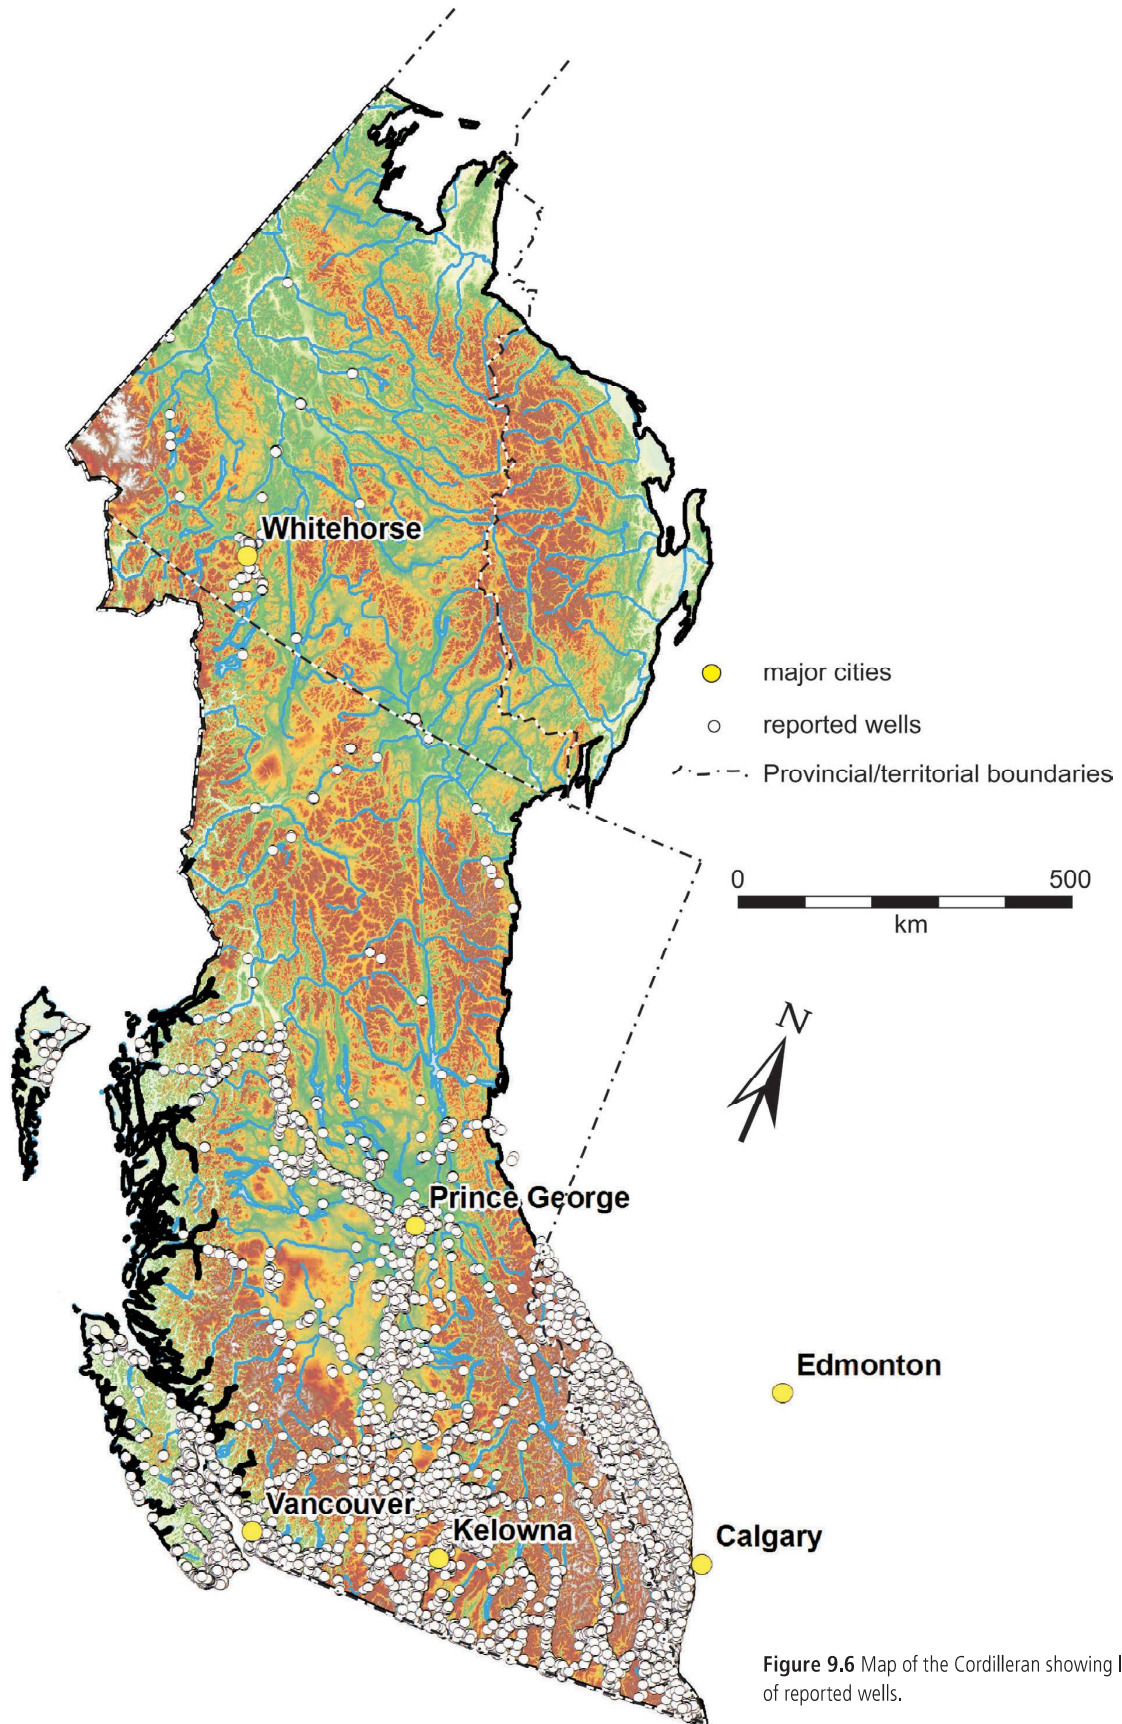 Whitehorse
major cities
reported wells
Provincial/territorial boundaries
0 500
km
N
Prince George
Edmonton
Vancouver
Kelowna
Calgary
Figure 9.6 Map of the Cordilleran showing
of reported wells.